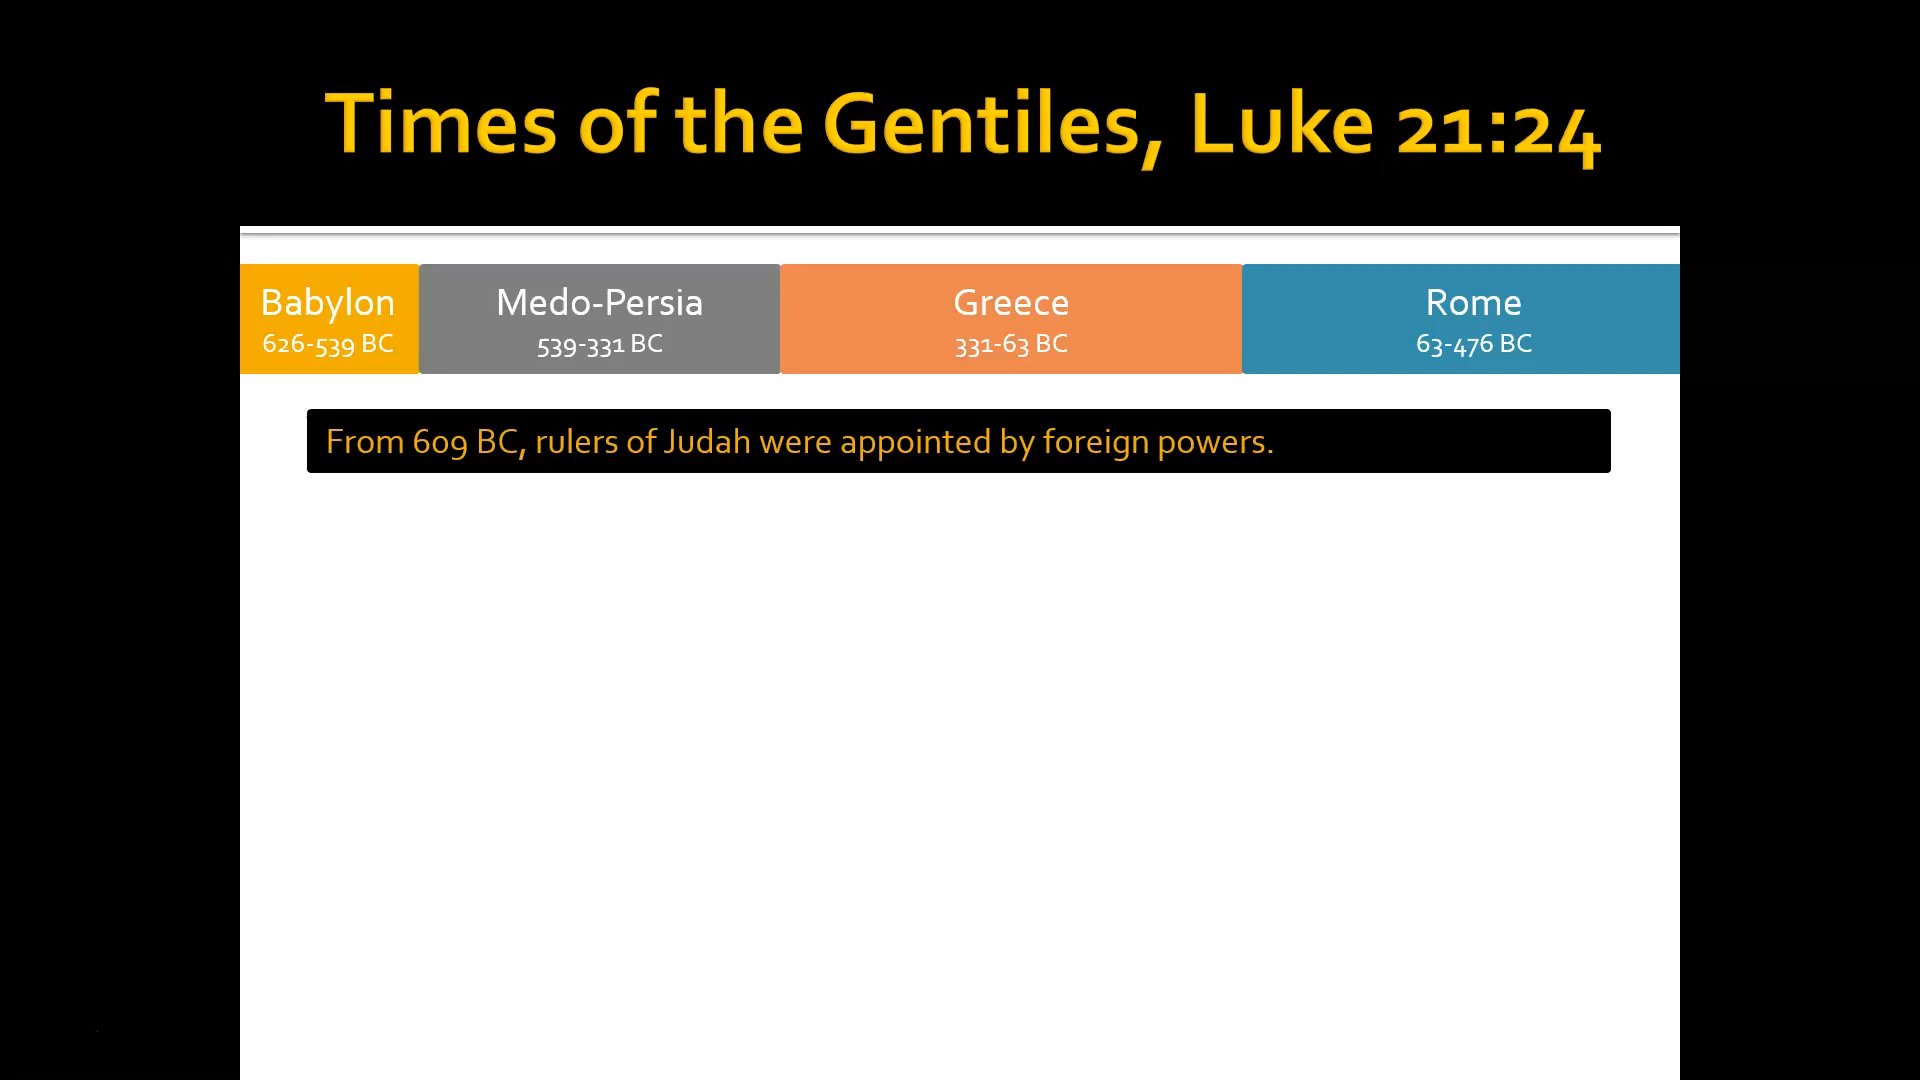 Times of the Gentiles, Luke 21:24
Babylon
626-539 BC
Medo-Persia
539-331 BC
Greece
331-63 BC
Rome
63-476 BC
From 609 BC, rulers of Judah were appointed by foreign powers.